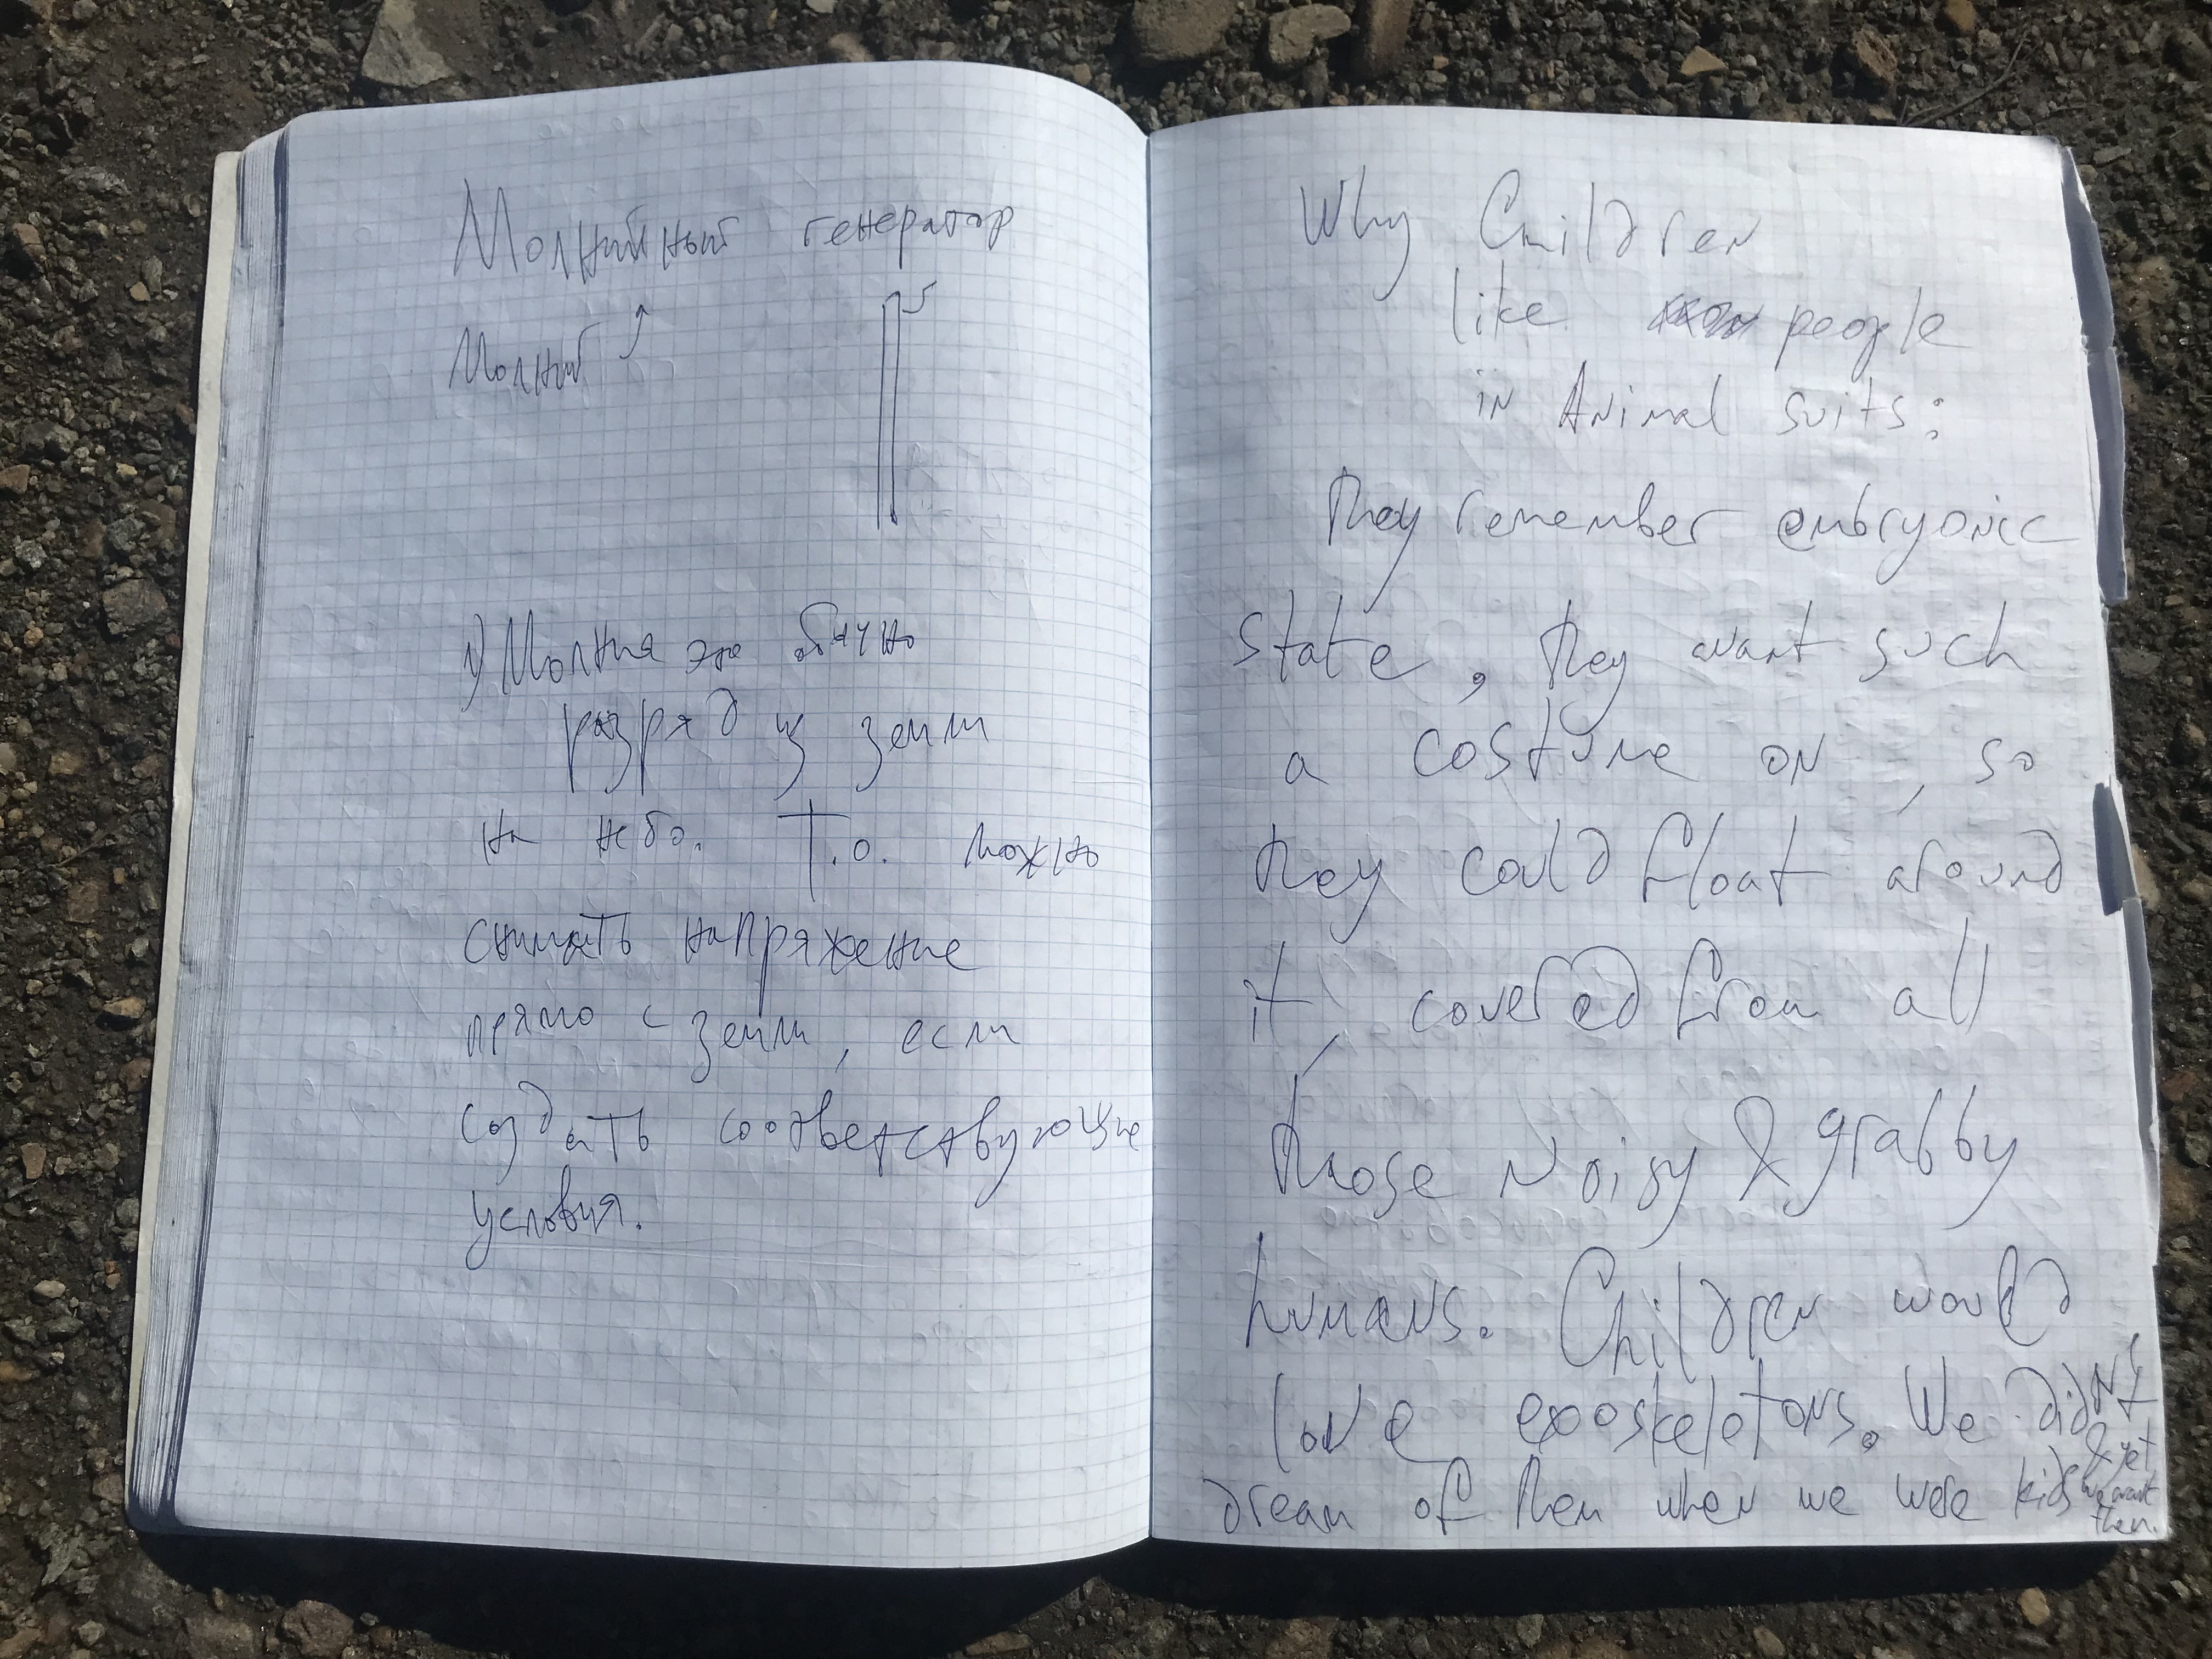 Молнийный генератор
Молний
1) Молния это обычно
разряд из земли
на небо. Т.о. можно
снимать напряжение
прямо с земли, если
создать соответствующие
условия.
Why Children
like people
in Animal suits:
they remember embryonic
state, they want such
a costume on, so
they could float around
it, covered from all
those noisy & grabby
humans. Children would
love exoskeletons. We didn't
dream of them when we were kids
& yet
we want
them.